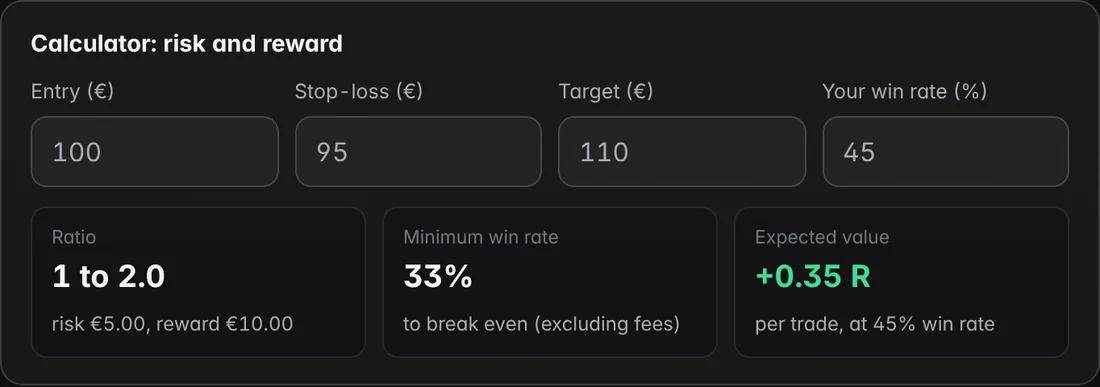 Calculator: risk and reward
Entry (€)
Stop-loss (€)
Target (€)
Your win rate (%)
100
95
110
45
Ratio
1 to 2.0
risk €5.00, reward €10.00
Minimum win rate
33%
to break even (excluding fees)
Expected value
+0.35 R
per trade, at 45% win rate